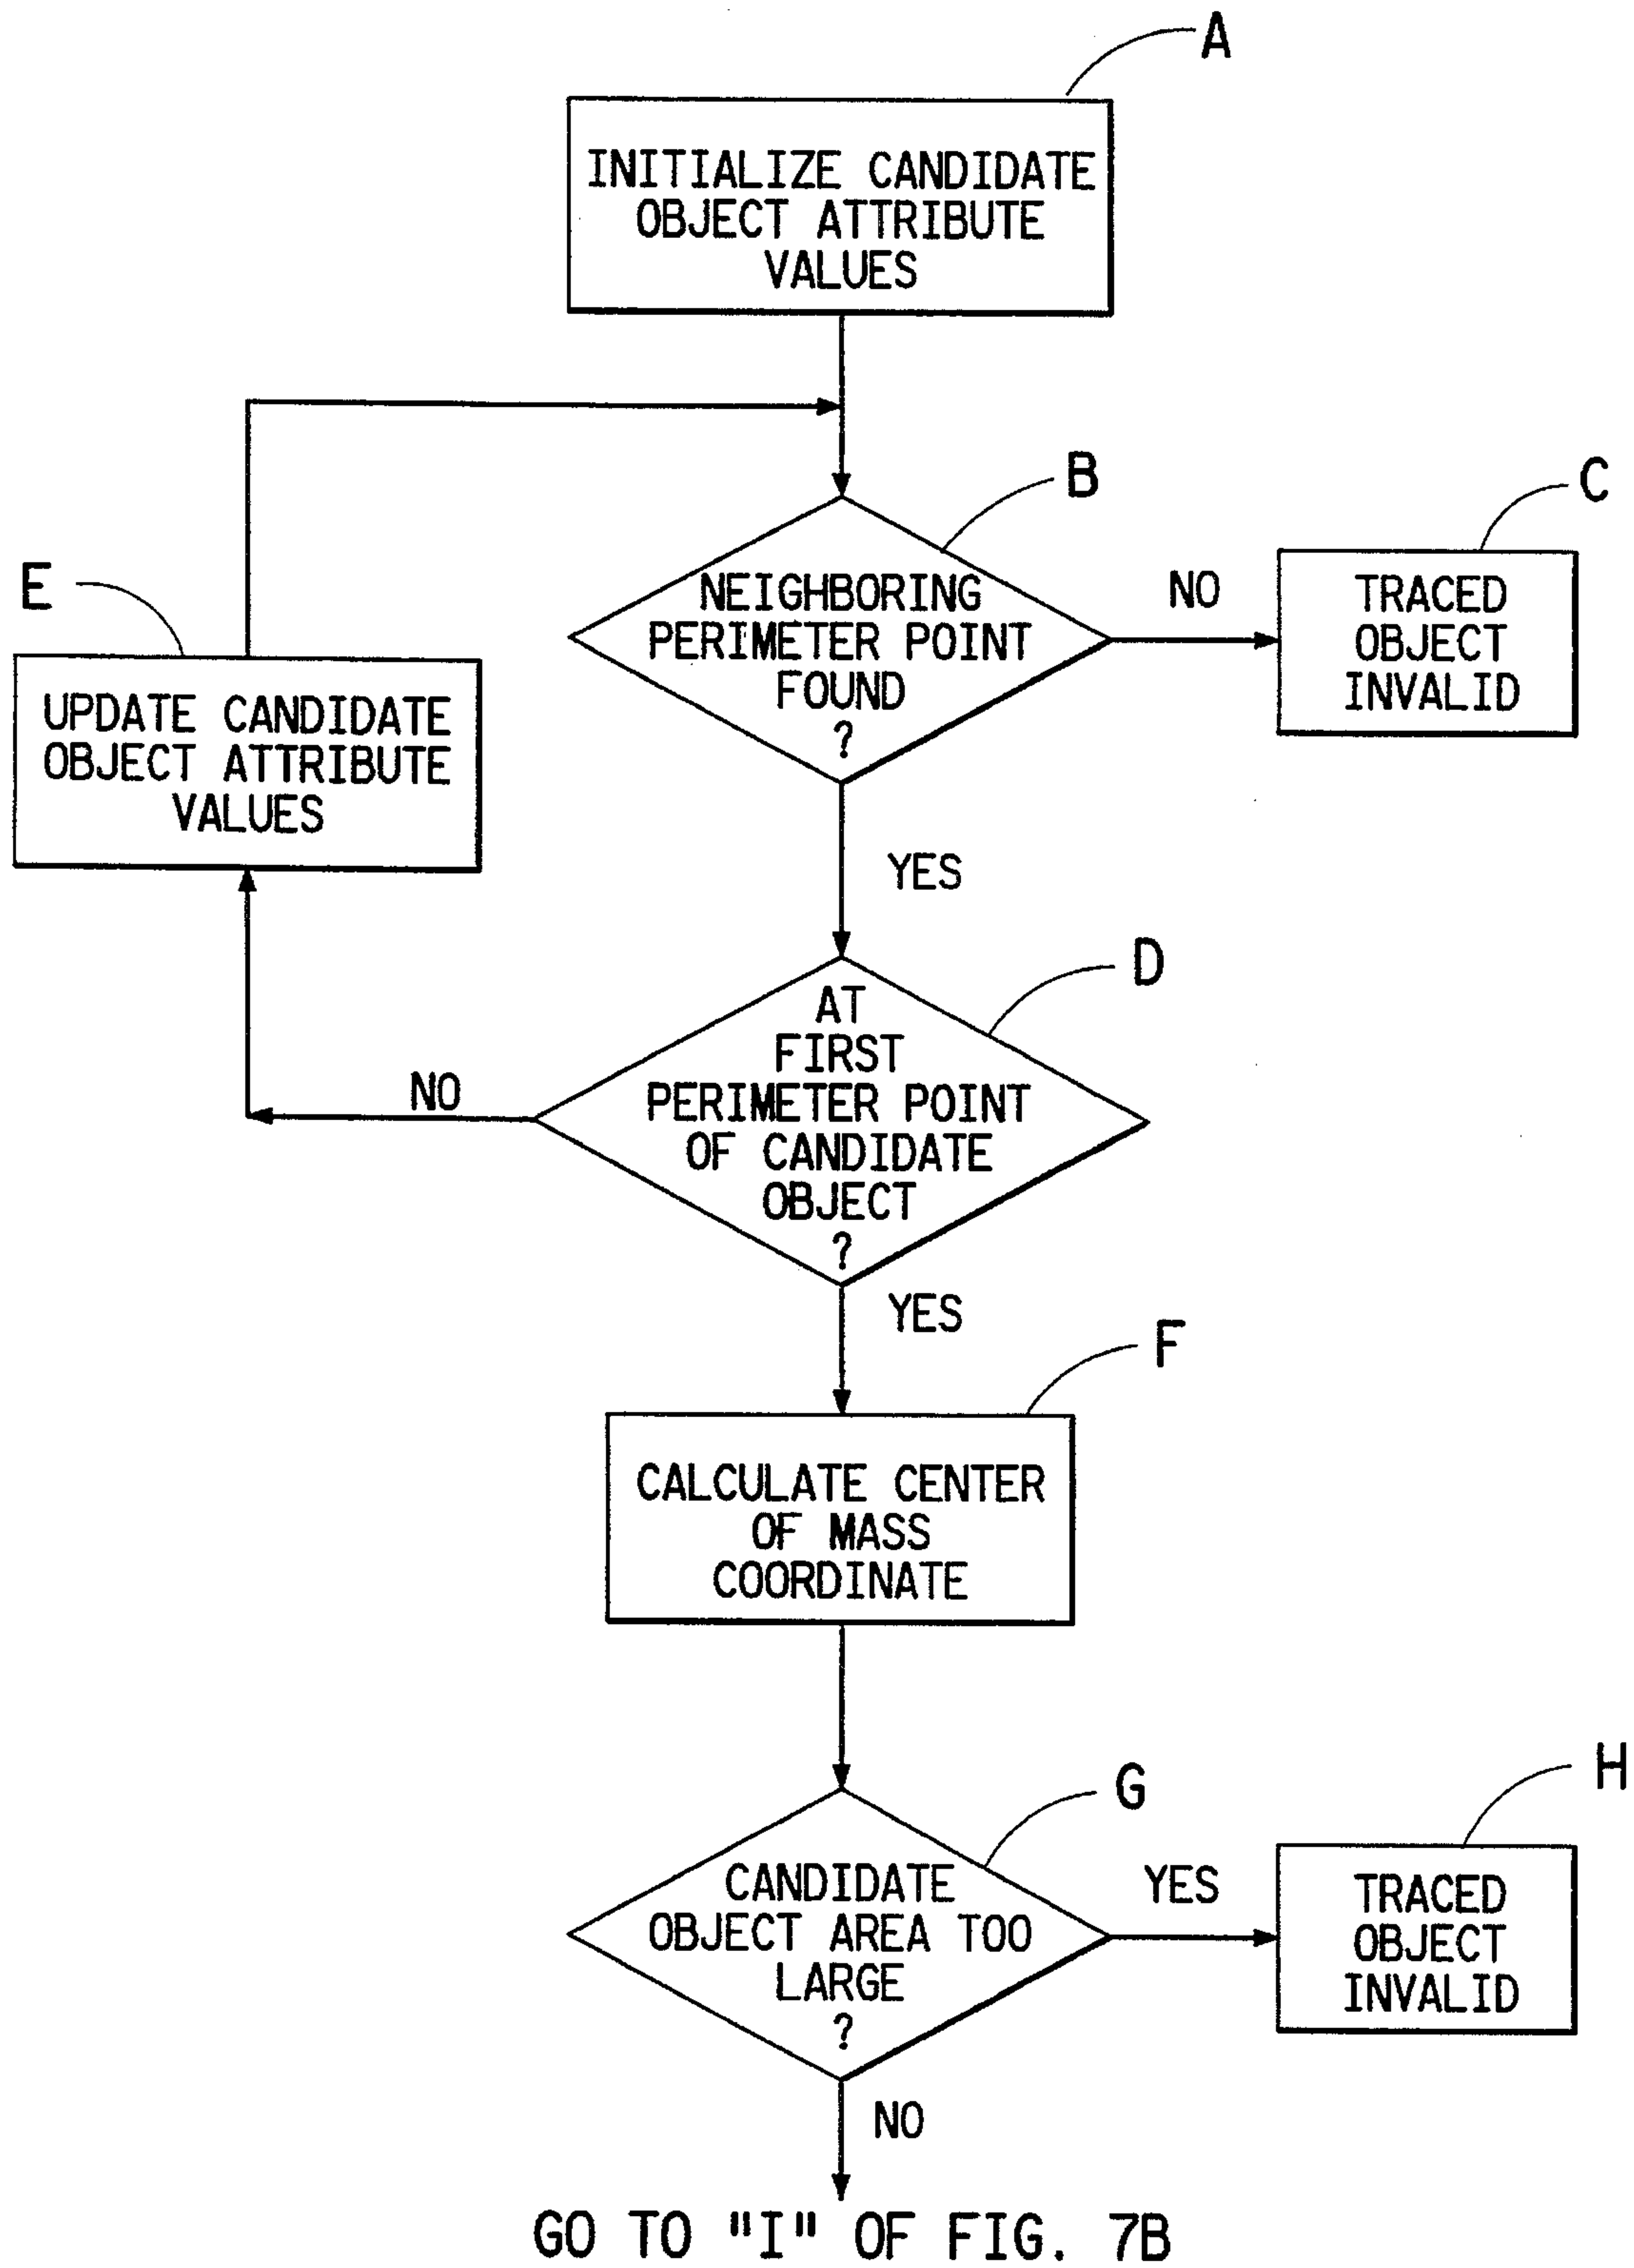 A
INITIALIZE CANDIDATE
OBJECT ATTRIBUTE
VALUES
B
NEIGHBORING
PERIMETER POINT
FOUND
?
NO
C
TRACED
OBJECT
INVALID
E
UPDATE CANDIDATE
OBJECT ATTRIBUTE
VALUES
YES
D
AT
FIRST
PERIMETER POINT
OF CANDIDATE
OBJECT
?
NO
YES
F
CALCULATE CENTER
OF MASS
COORDINATE
G
CANDIDATE
OBJECT AREA TOO
LARGE
?
YES
H
TRACED
OBJECT
INVALID
NO
GO TO "I" OF FIG. 7B